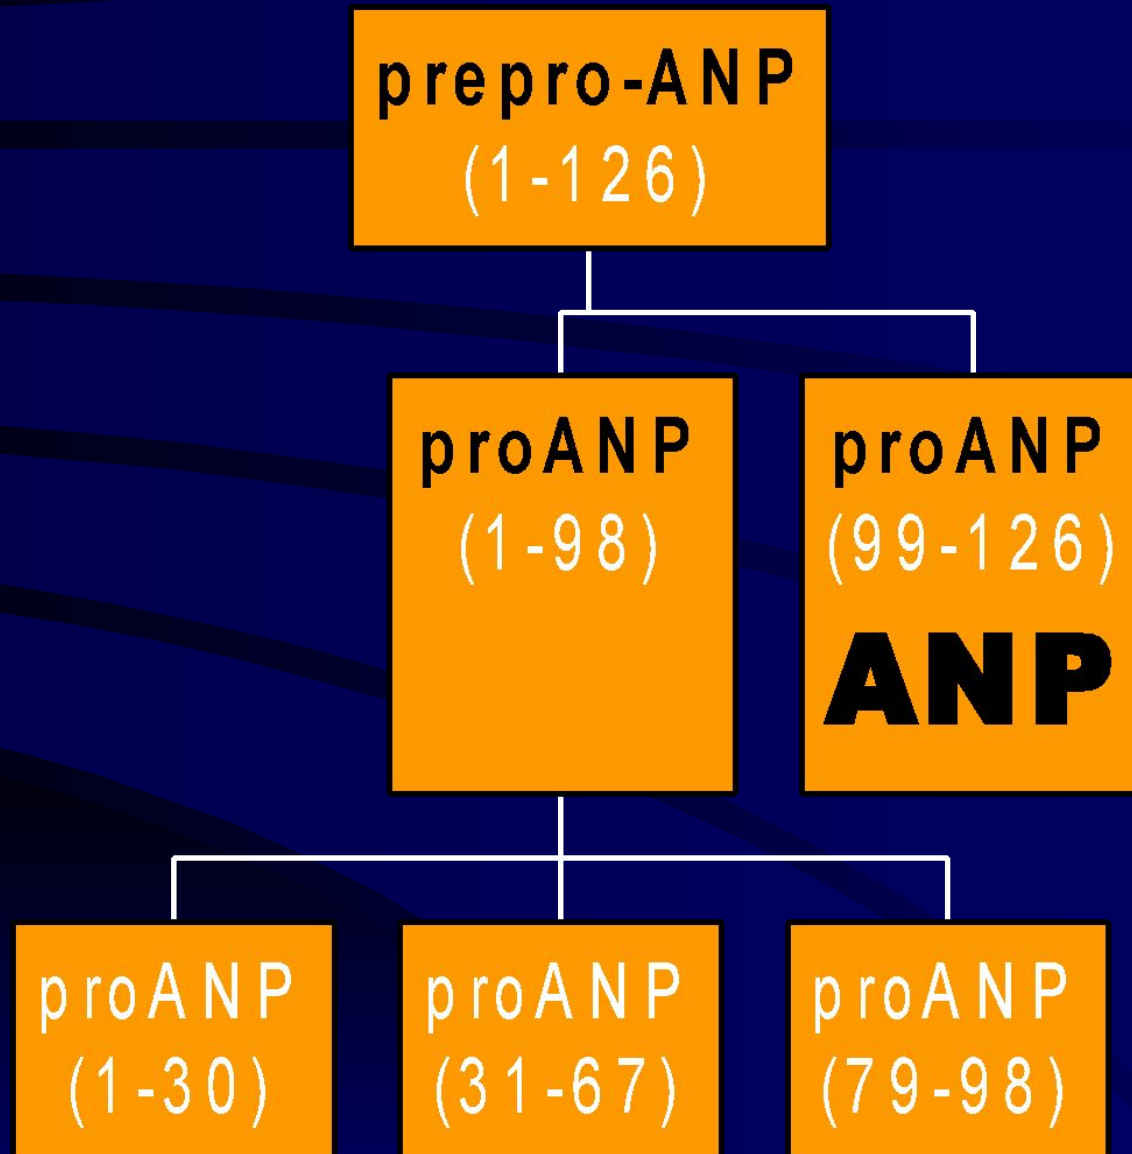 prepro-ANP
(1-126)
proANP
(1-98)
proANP
(99-126)
ANP
proANP
(1-30)
proANP
(31-67)
proANP
(79-98)